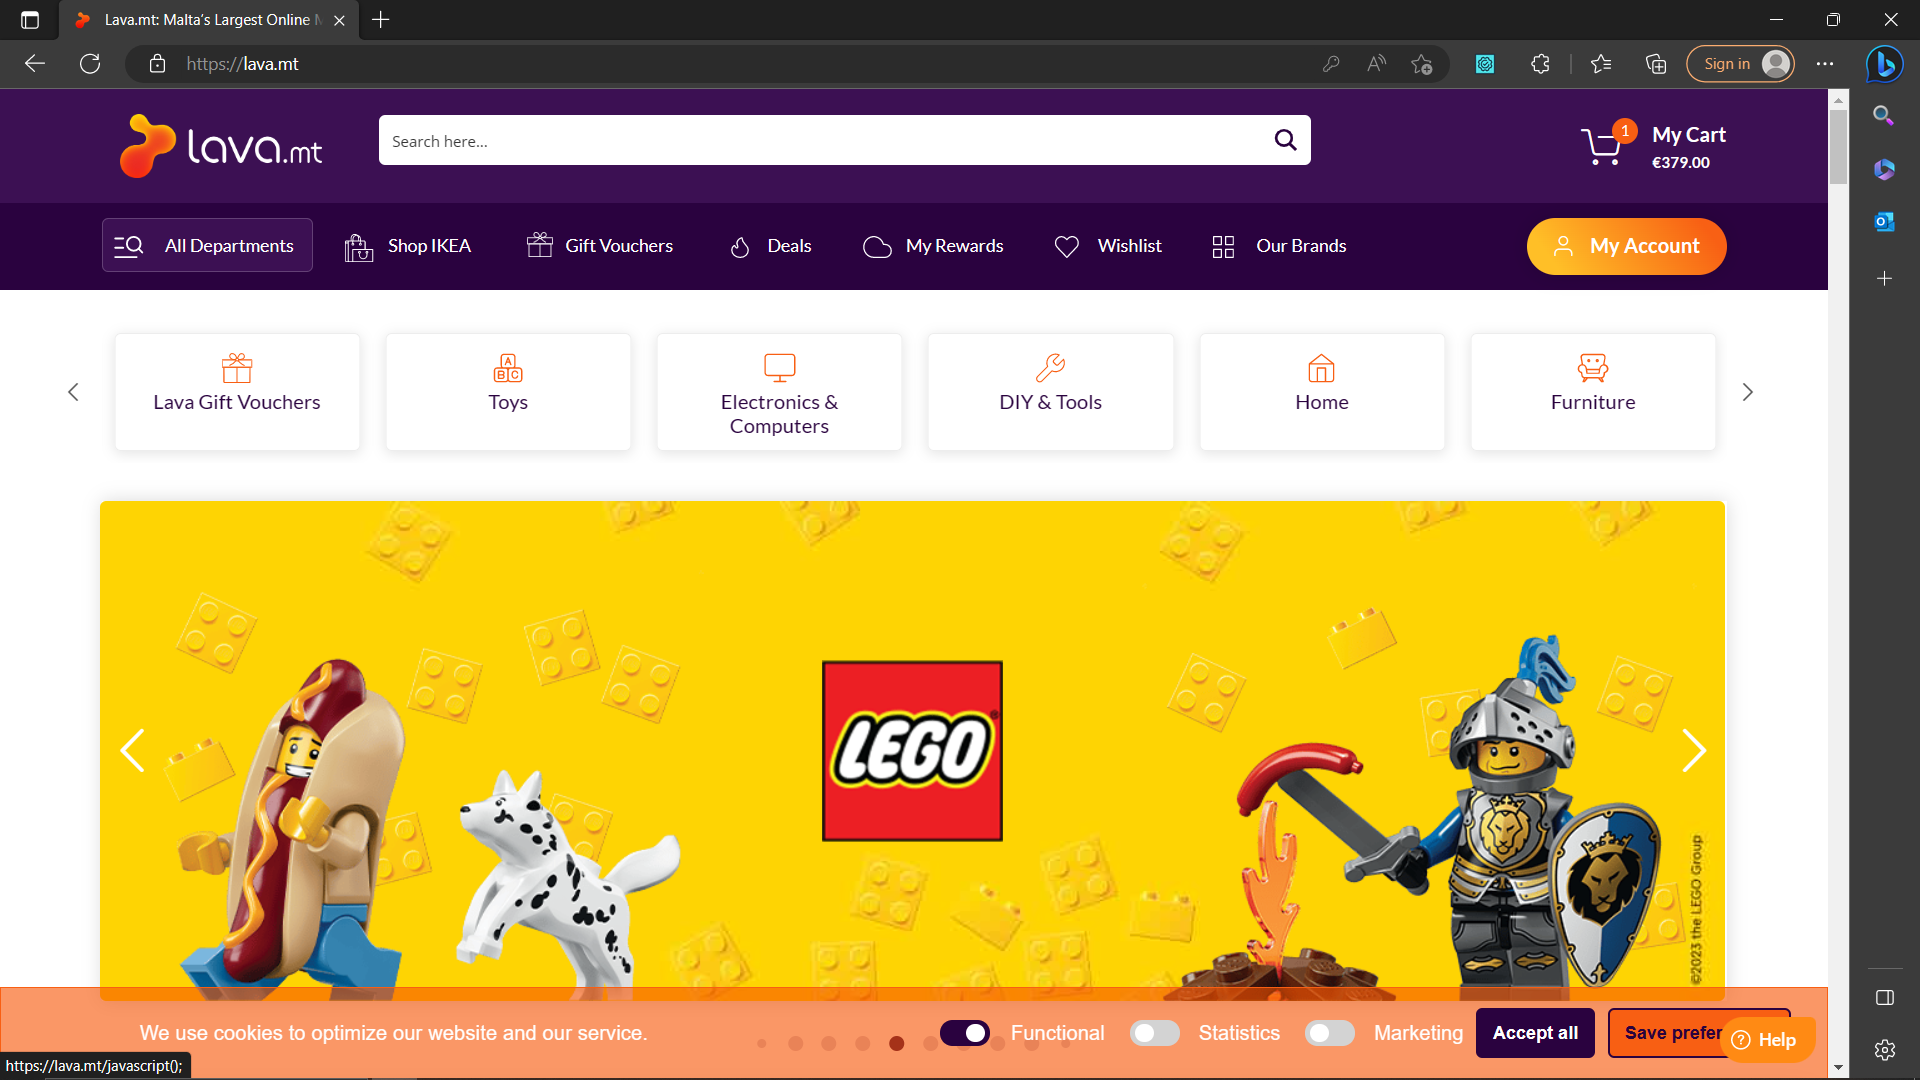 Lava.mt: Malta's Largest Online M
https://lava.mt
Sign in
lava.mt
Search here...
1
My Cart
€379.00
All Departments
Shop IKEA
Gift Vouchers
Deals
My Rewards
Wishlist
Our Brands
My Account
Lava Gift Vouchers
Toys
Electronics &
Computers
DIY & Tools
Home
Furniture
LEGO
©2023 the LEGO Group
We use cookies to optimize our website and our service.
Functional
Statistics
Marketing
Accept all
Save prefer
Help
https://lava.mt/javascript();